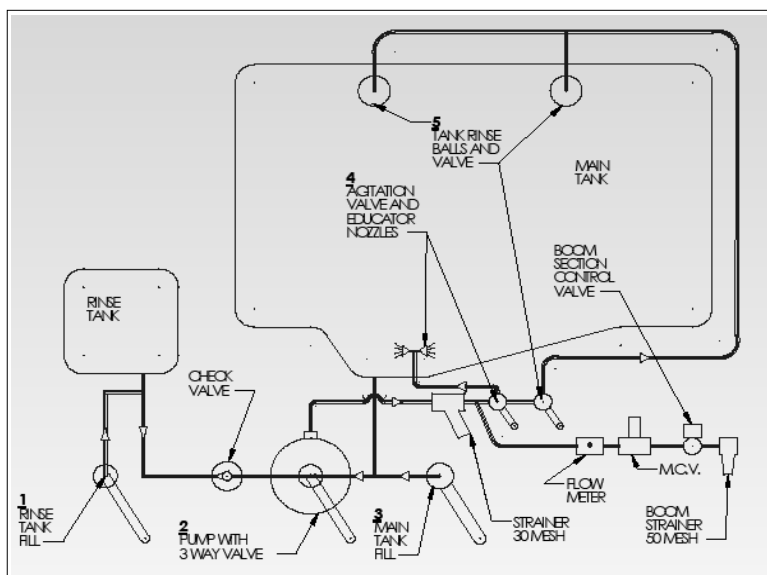 5
TANK RINSE
BALLS AND
VALVE
MAIN
TANK
4
AGITATION
VALVE AND
EDUCATOR
NOZZLES
BOOM
SECTION
CONTROL
VALVE
RINSE
TANK
CHECK
VALVE
1
RINSE
TANK
FILL
2
PUMP WITH
3 WAY VALVE
3
MAIN
TANK
FILL
STRAINER
30 MESH
FLOW
METER
M.C.V.
BOOM
STRAINER
50 MESH